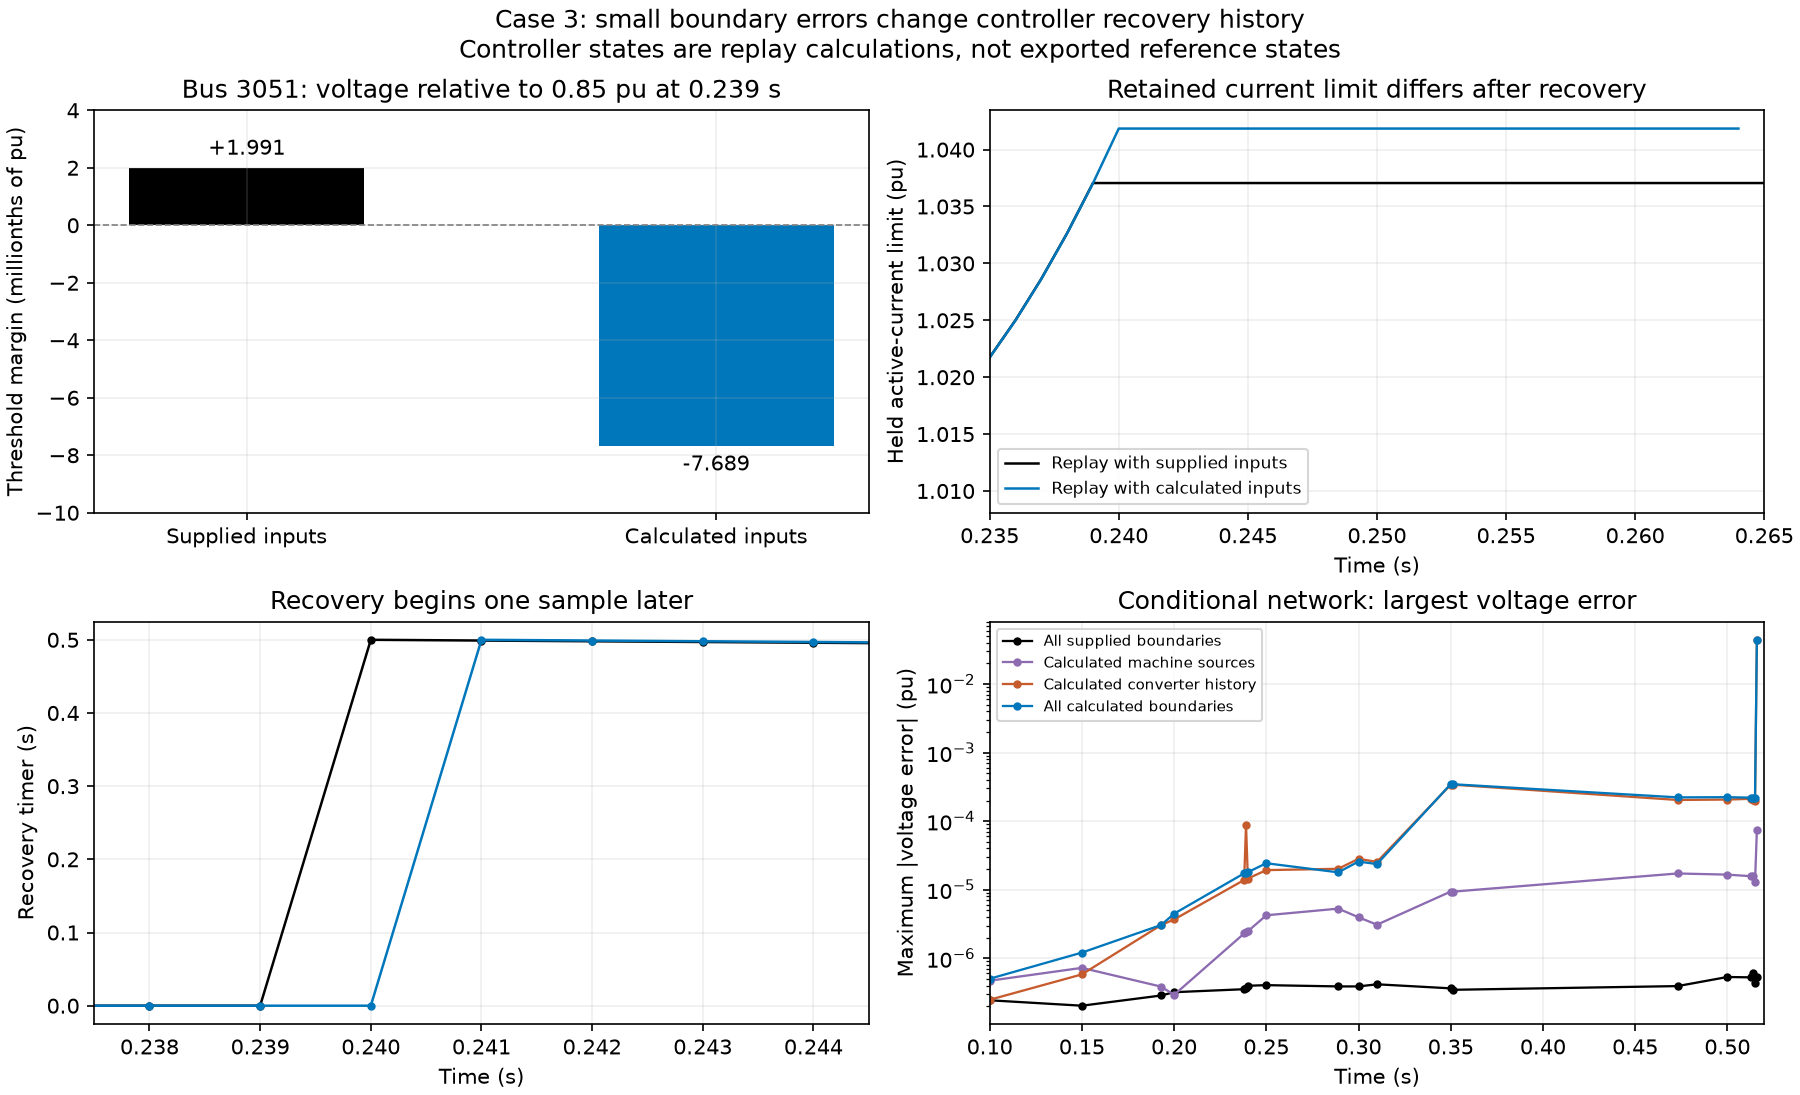 Case 3: small boundary errors change controller recovery history
Controller states are replay calculations, not exported reference states
Bus 3051: voltage relative to 0.85 pu at 0.239 s
Threshold margin (millionths of pu)
4
2
0
−2
−4
−6
−8
−10
+1.991
-7.689
Supplied inputs
Calculated inputs
Retained current limit differs after recovery
Held active-current limit (pu)
1.040
1.035
1.030
1.025
1.020
1.015
1.010
Replay with supplied inputs
Replay with calculated inputs
0.235
0.240
0.245
0.250
0.255
0.260
0.265
Time (s)
Recovery begins one sample later
Recovery timer (s)
0.5
0.4
0.3
0.2
0.1
0.0
0.238
0.239
0.240
0.241
0.242
0.243
0.244
Time (s)
Conditional network: largest voltage error
Maximum |voltage error| (pu)
10⁻²
10⁻³
10⁻⁴
10⁻⁵
10⁻⁶
All supplied boundaries
Calculated machine sources
Calculated converter history
All calculated boundaries
0.10
0.15
0.20
0.25
0.30
0.35
0.40
0.45
0.50
Time (s)